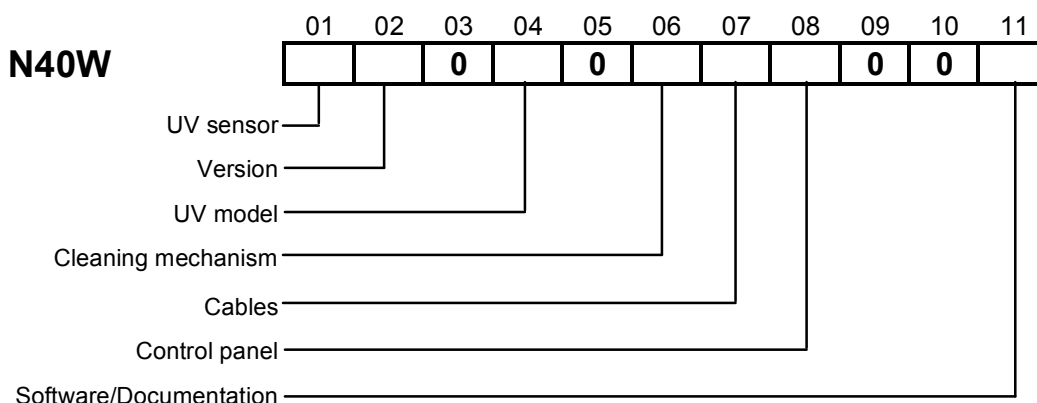 01 02 03 04 05 06 07 08 09 10 11
N40W 0 0 0 0
UV sensor
Version
UV model
Cleaning mechanism
Cables
Control panel
Software/Documentation